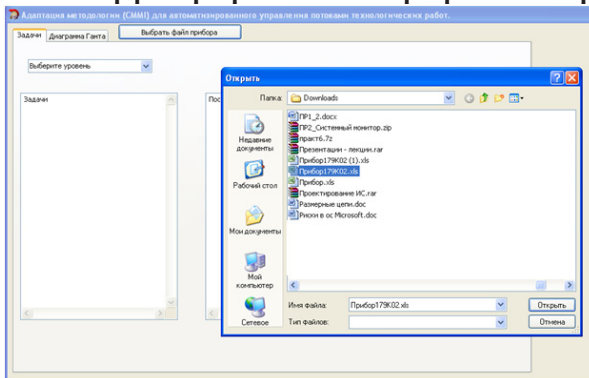 Адаптация методологии (CMMI) для автоматизированного управления потоками технологических работ.
Задачи
Диаграмма Ганта
Выбрать файл прибора
Выберите уровень
Задачи
Пос
Открыть
Папка:
Downloads
Недавние документы
Рабочий стол
Мои документы
Мой компьютер
Сетевое
ПР1_2.docx
ПР2_Системный монитор.zip
практ6.7z
Презентации - лекции.rar
Прибор179К02 (1).xls
Прибор179К02.xls
Прибор.xls
Проектирование ИС.rar
Размерные цепи.doc
Риски в ос Microsoft.doc
Имя файла:
Прибор179К02.xls
Открыть
Тип файлов:
Отмена